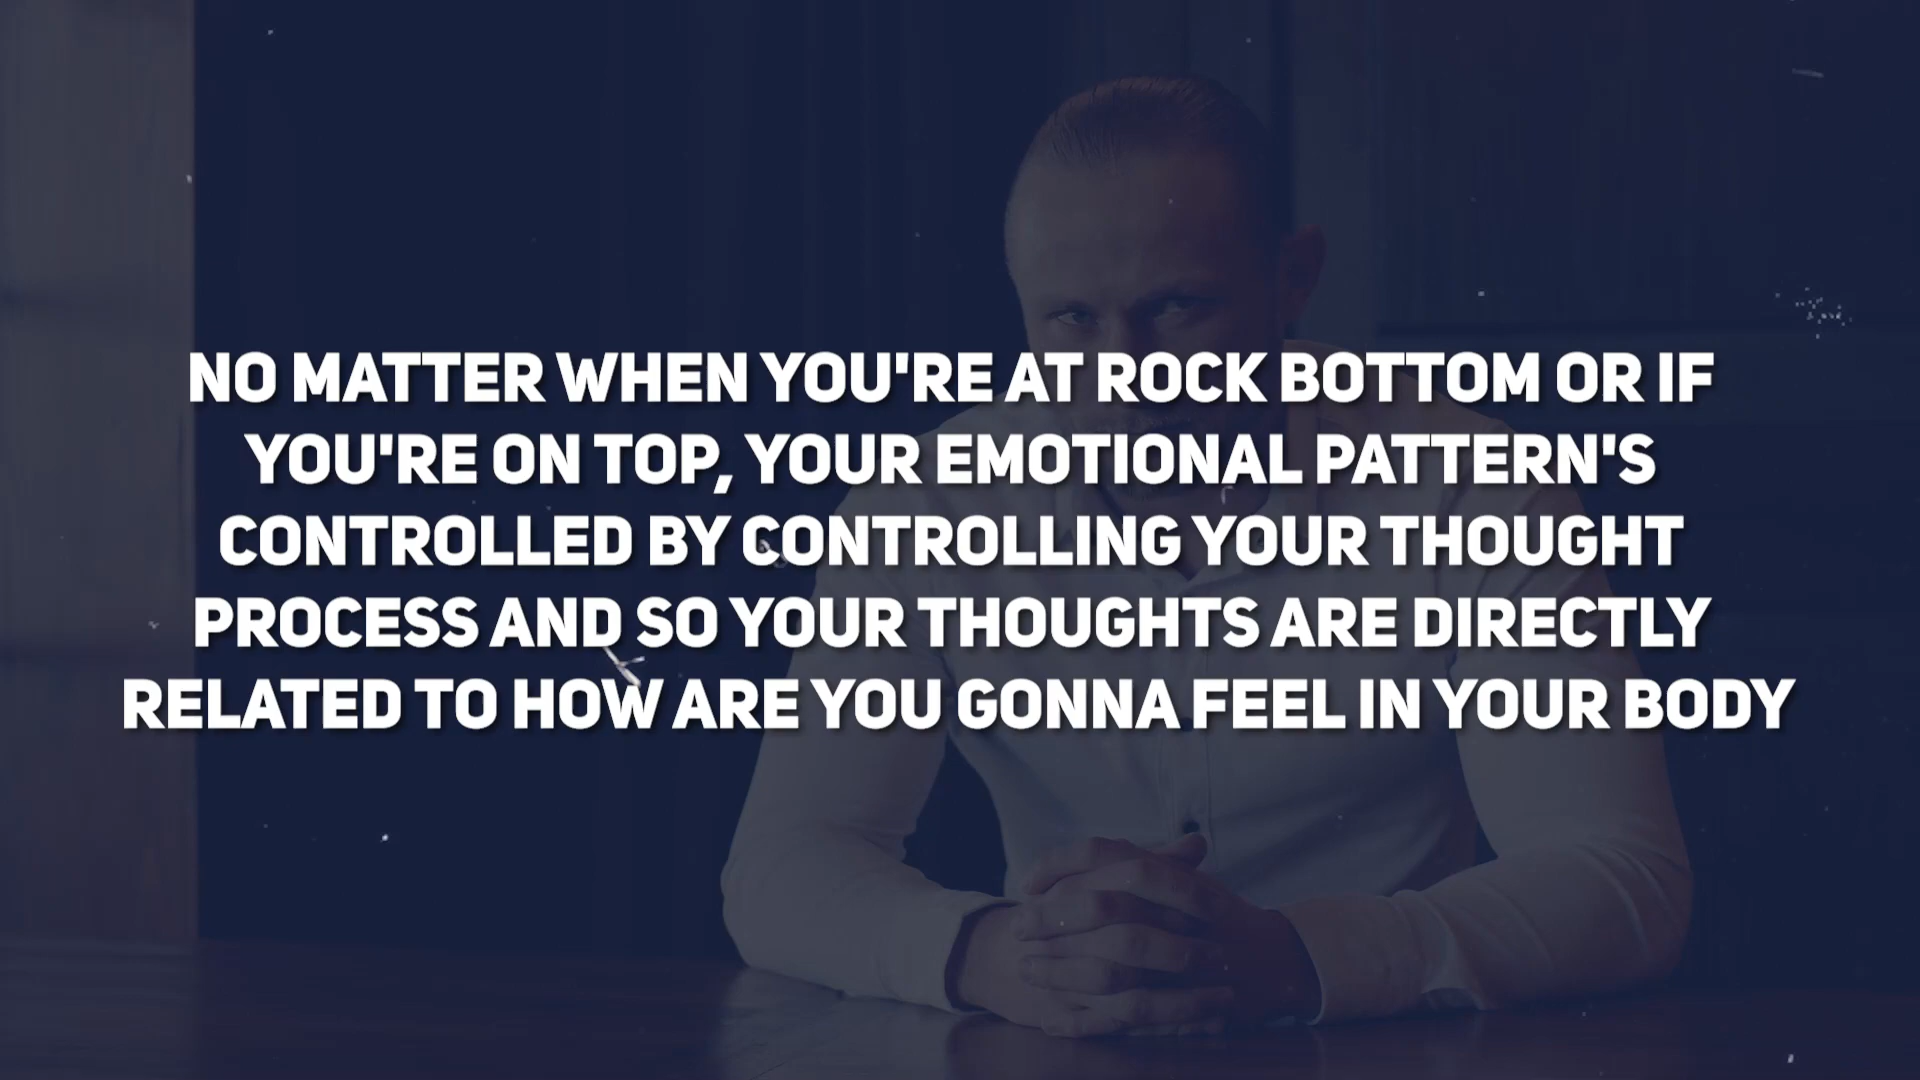 NO MATTER WHEN YOU'RE AT ROCK BOTTOM OR IF
YOU'RE ON TOP, YOUR EMOTIONAL PATTERN'S
CONTROLLED BY CONTROLLING YOUR THOUGHT
PROCESS AND SO YOUR THOUGHTS ARE DIRECTLY
RELATED TO HOW ARE YOU GONNA FEEL IN YOUR BODY